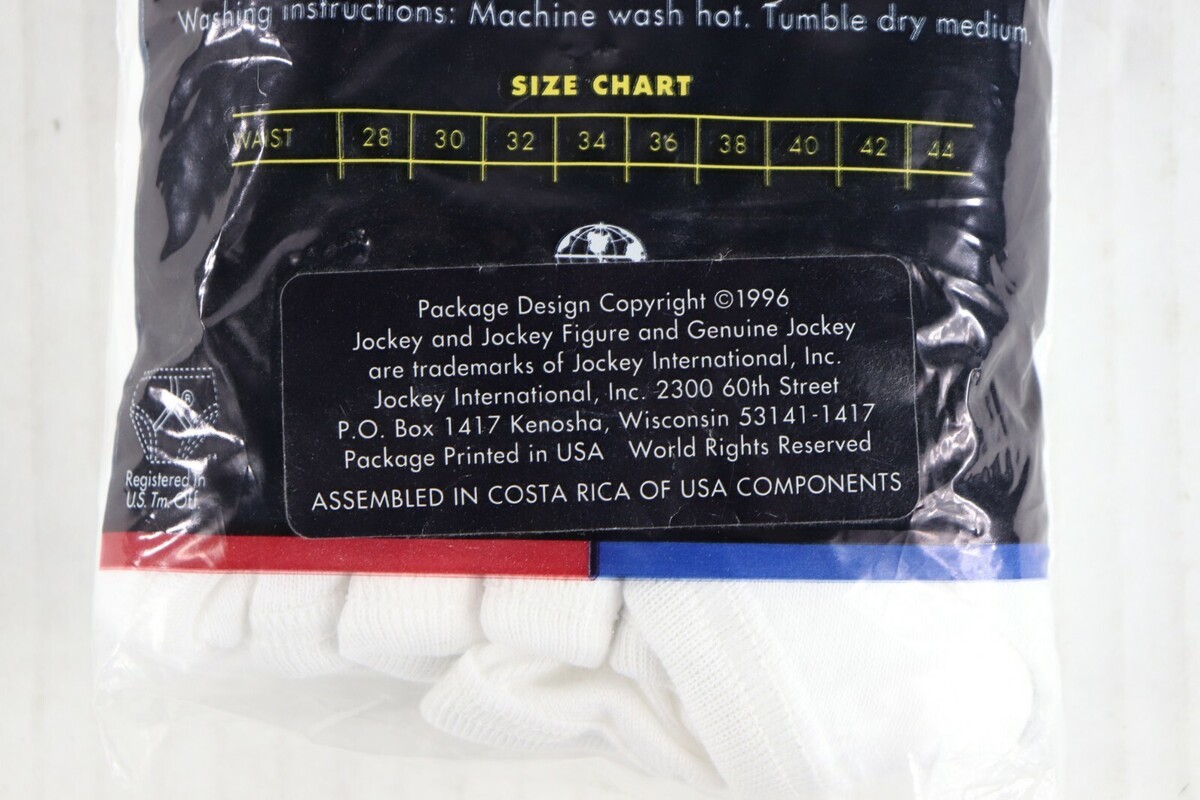 Washing instructions: Machine wash hot. Tumble dry medium.
SIZE CHART
WAIST 28 30 32 34 36 38 40 42 44
Package Design Copyright ©1996
Jockey and Jockey Figure and Genuine Jockey
are trademarks of Jockey International, Inc.
Jockey International, Inc. 2300 60th Street
P.O. Box 1417 Kenosha, Wisconsin 53141-1417
Package Printed in USA World Rights Reserved
ASSEMBLED IN COSTA RICA OF USA COMPONENTS
®
Registered in
U.S. Tm. Off.